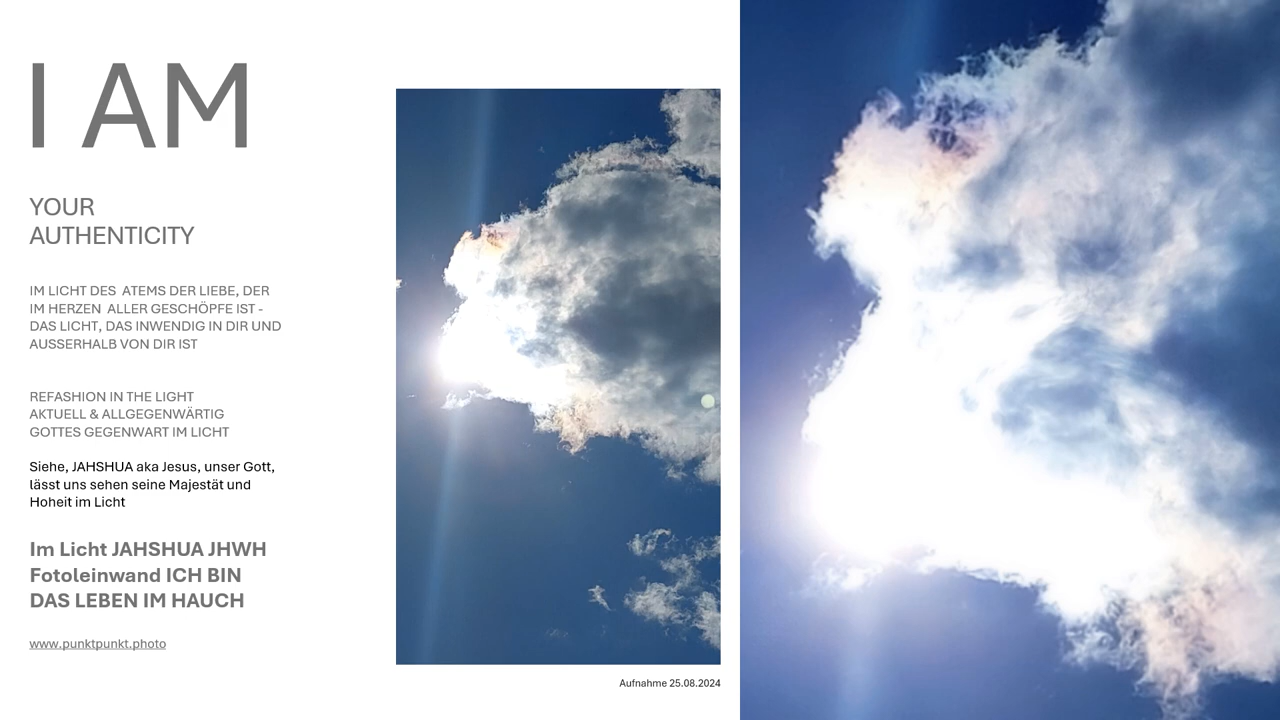 I AM
YOUR
AUTHENTICITY
IM LICHT DES  ATEMS DER LIEBE, DER
IM HERZEN  ALLER GESCHÖPFE IST -
DAS LICHT, DAS INWENDIG IN DIR UND
AUSSERHALB VON DIR IST
REFASHION IN THE LIGHT
AKTUELL & ALLGEGENWÄRTIG
GOTTES GEGENWART IM LICHT
Siehe, JAHSHUA aka Jesus, unser Gott,
lässt uns sehen seine Majestät und
Hoheit im Licht
Im Licht JAHSHUA JHWH
Fotoleinwand ICH BIN
DAS LEBEN IM HAUCH
www.punktpunkt.photo
Aufnahme 25.08.2024